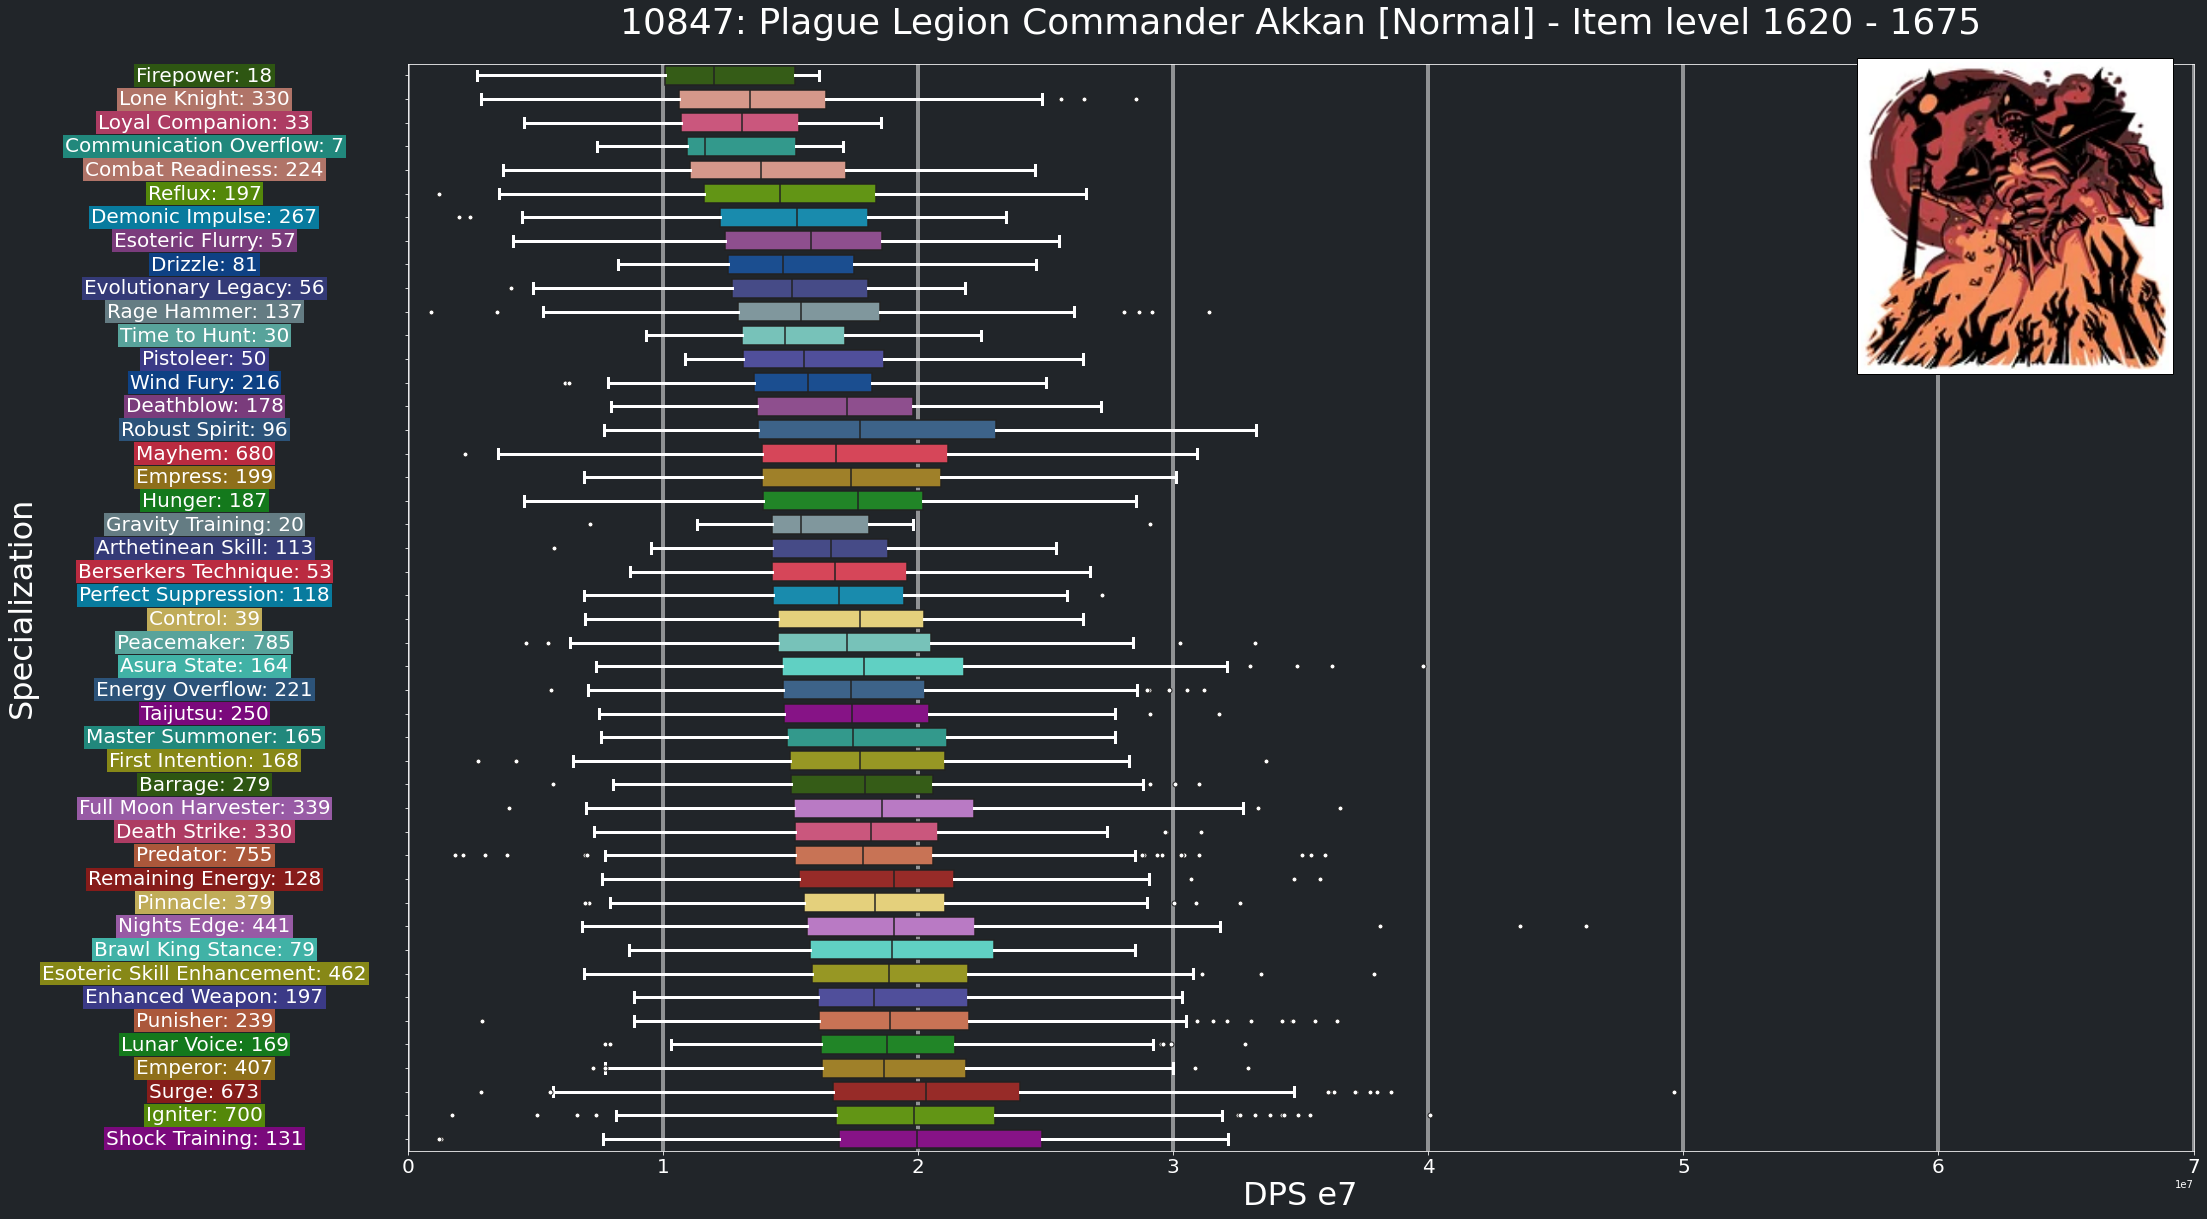 10847: Plague Legion Commander Akkan [Normal] - Item level 1620 - 1675
Specialization
Firepower: 18
Lone Knight: 330
Loyal Companion: 33
Communication Overflow: 7
Combat Readiness: 224
Reflux: 197
Demonic Impulse: 267
Esoteric Flurry: 57
Drizzle: 81
Evolutionary Legacy: 56
Rage Hammer: 137
Time to Hunt: 30
Pistoleer: 50
Wind Fury: 216
Deathblow: 178
Robust Spirit: 96
Mayhem: 680
Empress: 199
Hunger: 187
Gravity Training: 20
Arthetinean Skill: 113
Berserkers Technique: 53
Perfect Suppression: 118
Control: 39
Peacemaker: 785
Asura State: 164
Energy Overflow: 221
Taijutsu: 250
Master Summoner: 165
First Intention: 168
Barrage: 279
Full Moon Harvester: 339
Death Strike: 330
Predator: 755
Remaining Energy: 128
Pinnacle: 379
Nights Edge: 441
Brawl King Stance: 79
Esoteric Skill Enhancement: 462
Enhanced Weapon: 197
Punisher: 239
Lunar Voice: 169
Emperor: 407
Surge: 673
Igniter: 700
Shock Training: 131
0 1 2 3 4 5 6 7
DPS e7
1e7